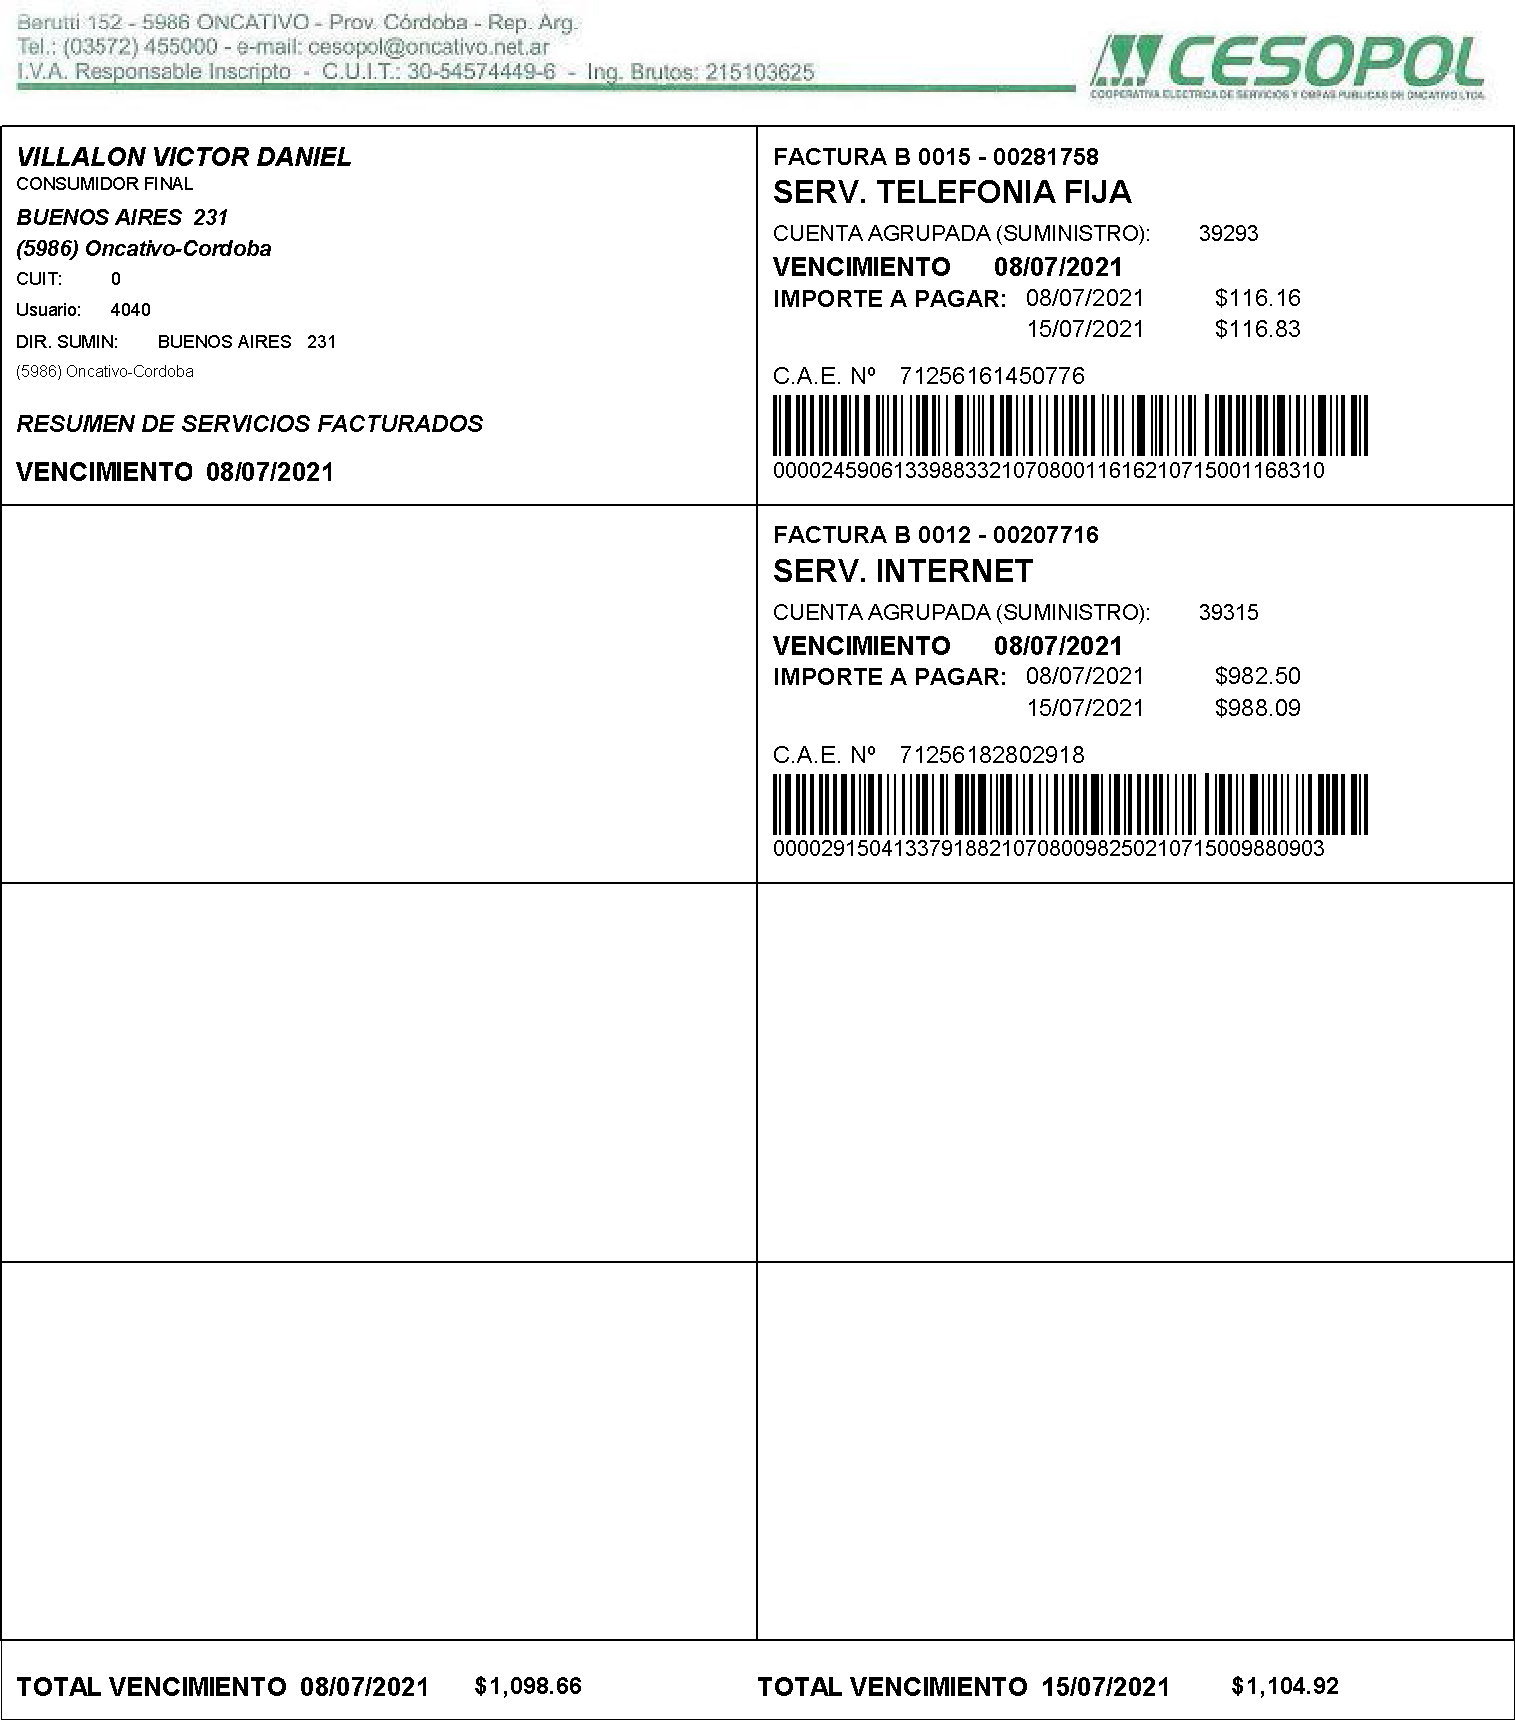 Berutti 152 - 5986 ONCATIVO - Prov. Córdoba - Rep. Arg.
Tel.: (03572) 455000 - e-mail: cesopol@oncativo.net.ar
I.V.A. Responsable Inscripto - C.U.I.T.: 30-54574449-6 - Ing. Brutos: 215103625
CESOPOL
COOPERATIVA ELECTRICA DE SERVICIOS Y OBRAS PUBLICAS DE ONCATIVO LTDA.
VILLALON VICTOR DANIEL
CONSUMIDOR FINAL
BUENOS AIRES 231
(5986) Oncativo-Cordoba
CUIT: 0
Usuario: 4040
DIR. SUMIN: BUENOS AIRES 231
(5986) Oncativo-Cordoba
RESUMEN DE SERVICIOS FACTURADOS
VENCIMIENTO 08/07/2021
FACTURA B 0015 - 00281758
SERV. TELEFONIA FIJA
CUENTA AGRUPADA (SUMINISTRO): 39293
VENCIMIENTO 08/07/2021
IMPORTE A PAGAR: 08/07/2021 $116.16
15/07/2021 $116.83
C.A.E. Nº 71256161450776
0000245906133988332107080011616210715001168310
FACTURA B 0012 - 00207716
SERV. INTERNET
CUENTA AGRUPADA (SUMINISTRO): 39315
VENCIMIENTO 08/07/2021
IMPORTE A PAGAR: 08/07/2021 $982.50
15/07/2021 $988.09
C.A.E. Nº 71256182802918
0000291504133791882107080098250210715009880903
TOTAL VENCIMIENTO 08/07/2021 $1,098.66
TOTAL VENCIMIENTO 15/07/2021 $1,104.92